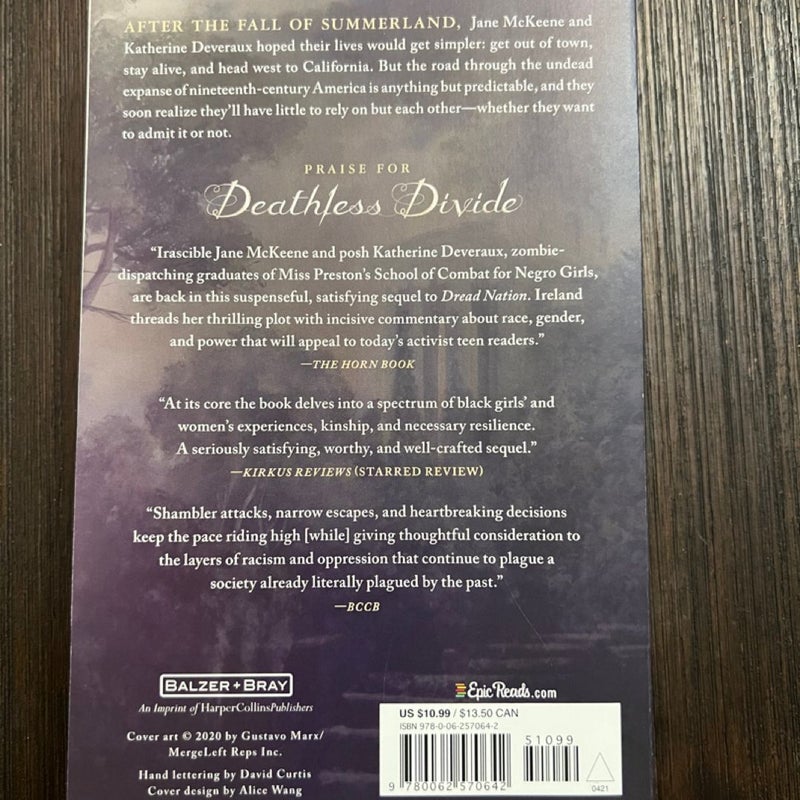 AFTER THE FALL OF SUMMERLAND, Jane McKeene and
Katherine Deveraux hoped their lives would get simpler: get out of town,
stay alive, and head west to California. But the road through the undead
expanse of nineteenth-century America is anything but predictable, and they
soon realize they’ll have little to rely on but each other—whether they want
to admit it or not.
PRAISE FOR
Deathless Divide
“Irascible Jane McKeene and posh Katherine Deveraux, zombie-
dispatching graduates of Miss Preston’s School of Combat for Negro Girls,
are back in this suspenseful, satisfying sequel to Dread Nation. Ireland
threads her thrilling plot with incisive commentary about race, gender,
and power that will appeal to today’s activist teen readers.”
—THE HORN BOOK
“At its core the book delves into a spectrum of black girls’ and
women’s experiences, kinship, and necessary resilience.
A seriously satisfying, worthy, and well-crafted sequel.”
—KIRKUS REVIEWS (STARRED REVIEW)
“Shambler attacks, narrow escapes, and heartbreaking decisions
keep the pace riding high [while] giving thoughtful consideration to
the layers of racism and oppression that continue to plague a
society already literally plagued by the past.”
—BCCB
BALZER + BRAY
An Imprint of HarperCollinsPublishers
Cover art © 2020 by Gustavo Marx/
MergeLeft Reps Inc.
Hand lettering by David Curtis
Cover design by Alice Wang
EpicReads.com
US $10.99 / $13.50 CAN
ISBN 978-0-06-257064-2
51099
9 780062 570642
0421